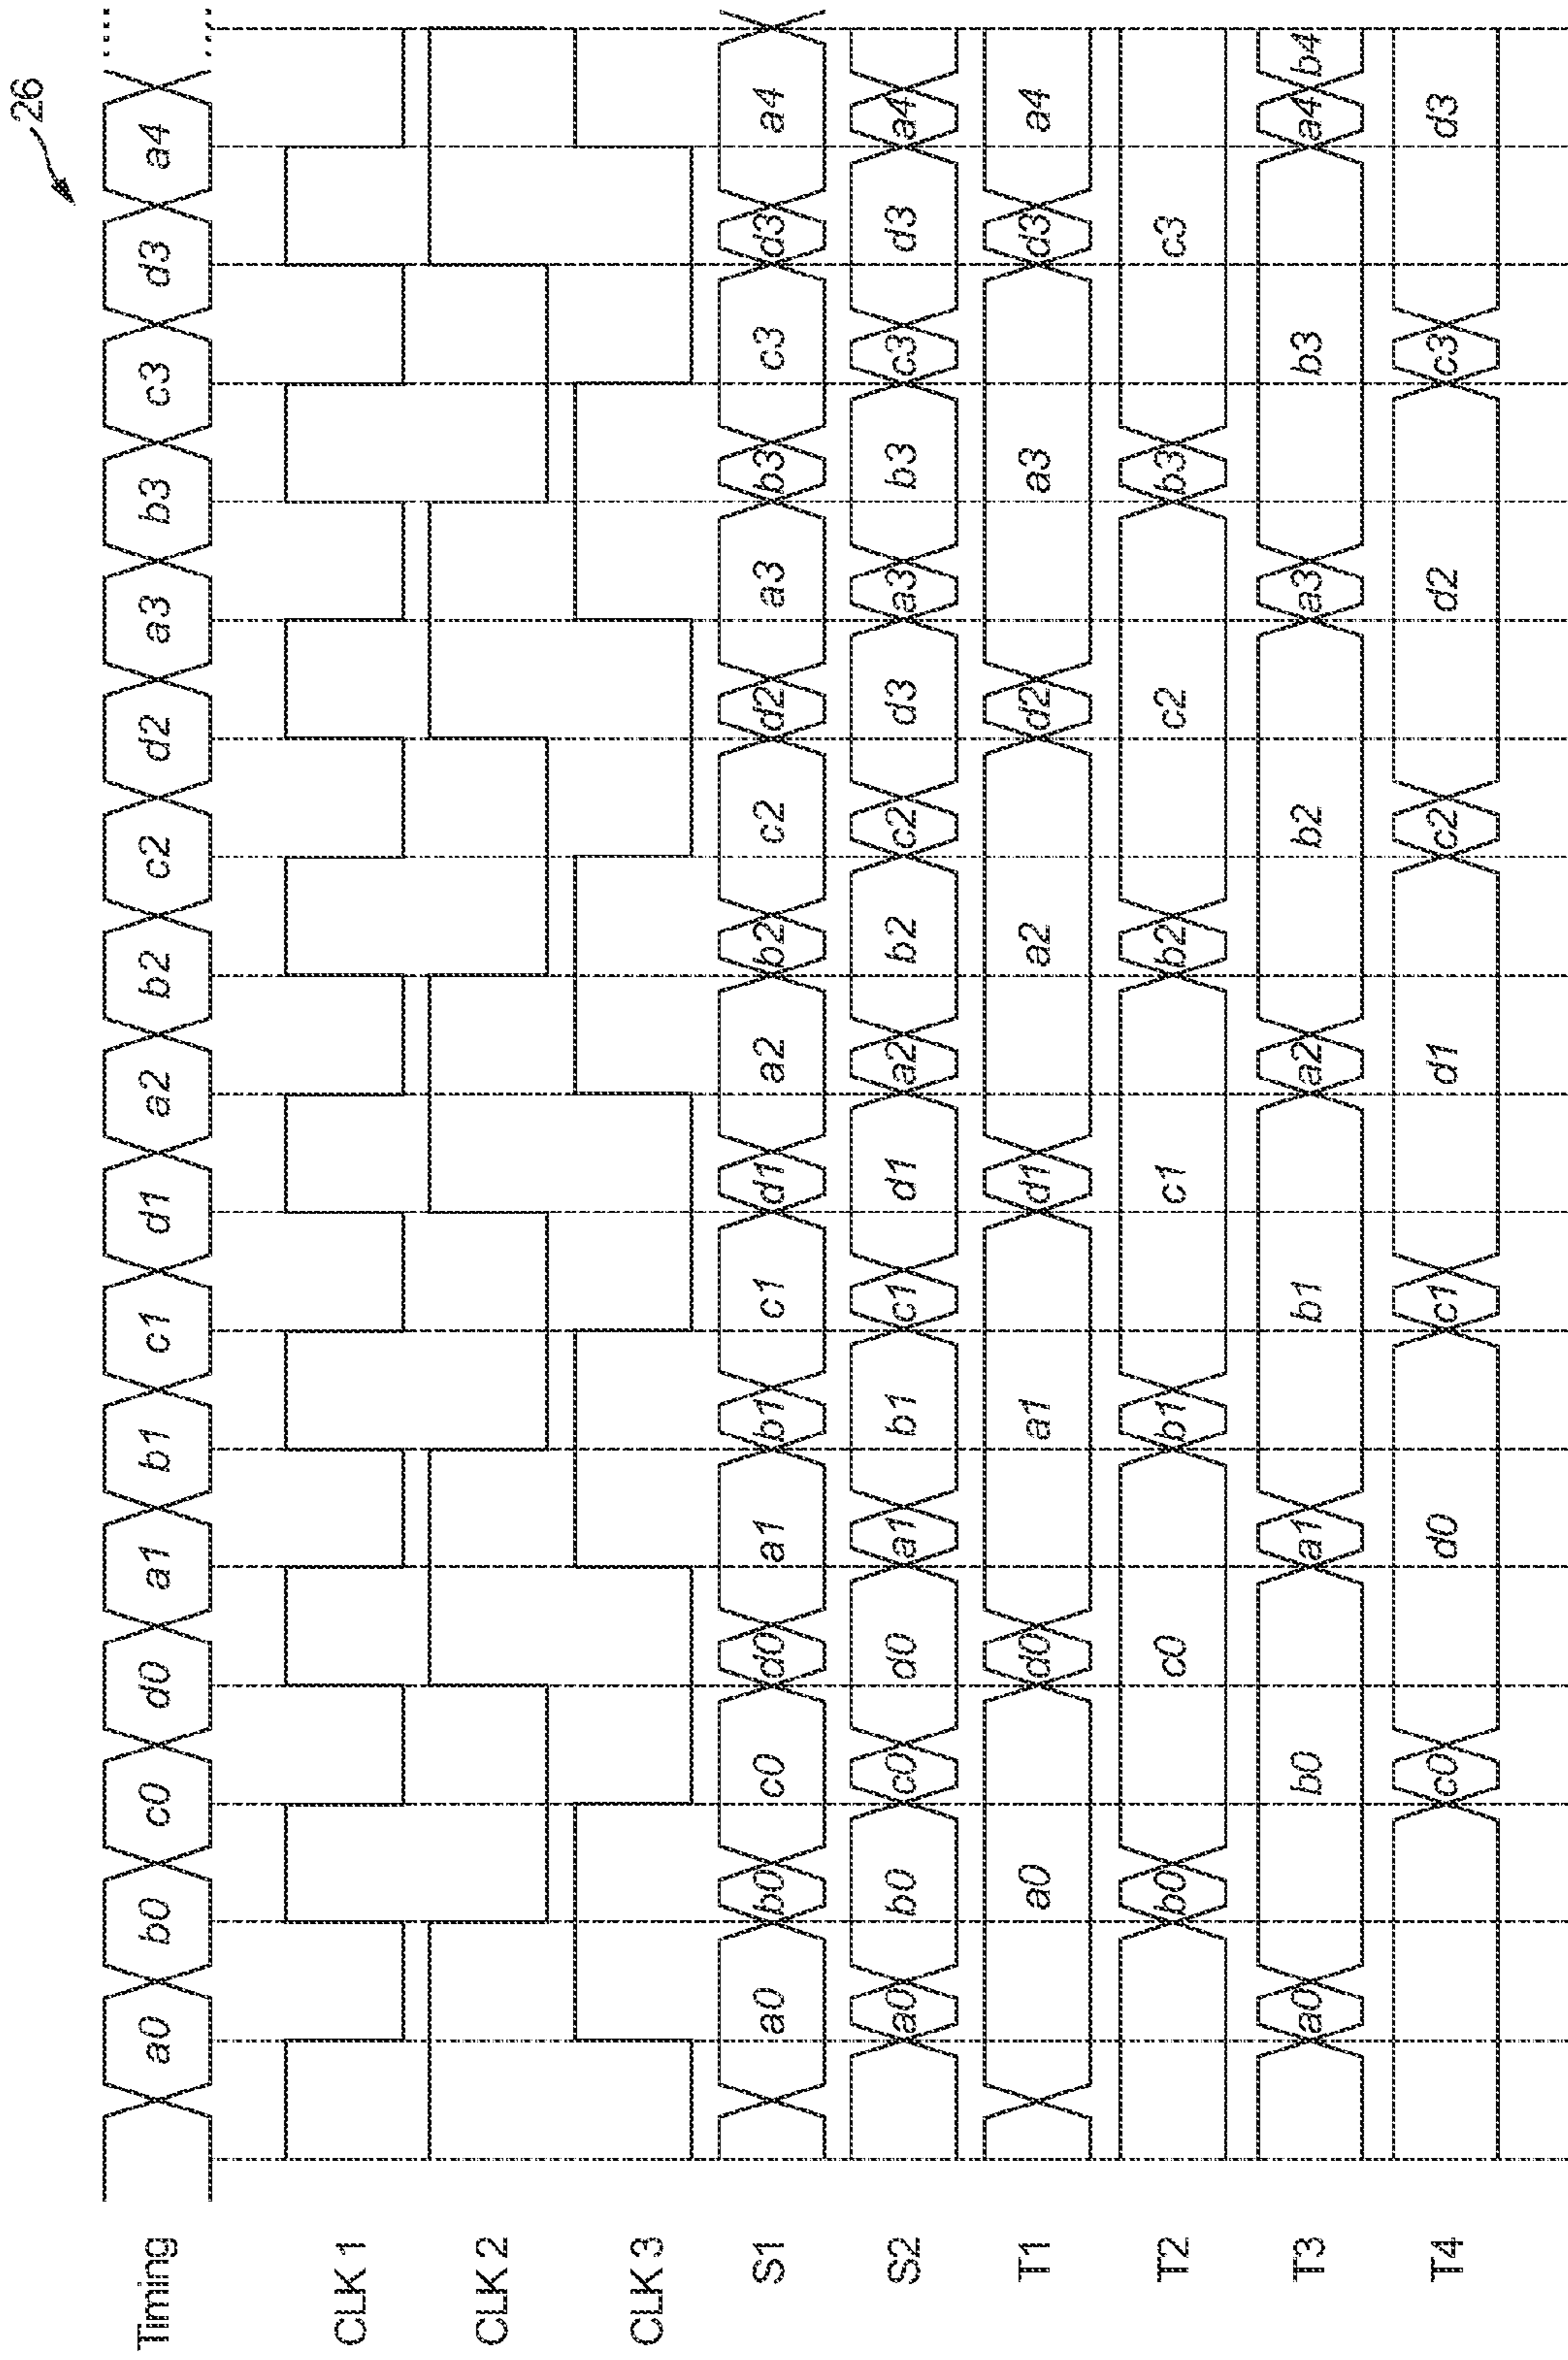 26
Timing a0 b0 c0 d0 a1 b1 c1 d1 a2 b2 c2 d2 a3 b3 c3 d3 a4
CLK 1
CLK 2
CLK 3
S1 a0 b0 c0 d0 a1 b1 c1 d1 a2 b2 c2 d2 a3 b3 c3 d3 a4
S2 a0 b0 c0 d0 a1 b1 c1 d1 a2 b2 c2 d3 a3 b3 c3 d3 a4
T1 a0 d0 a1 d1 a2 d2 a3 d3 a4
T2 b0 c0 b1 c1 b2 c2 b3 c3
T3 a0 b0 a1 b1 a2 b2 a3 b3 a4 b4
T4 c0 d0 c1 d1 c2 d2 c3 d3